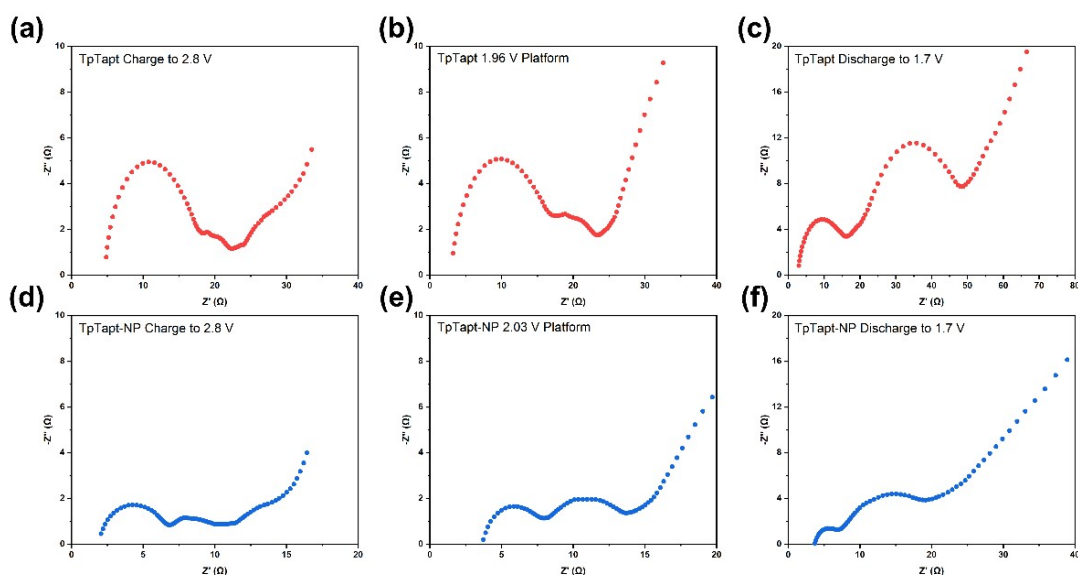 (a)
TpTapt Charge to 2.8 V
-Z'' (Ω)
10
8
6
4
2
0
0 10 20 30 40
Z' (Ω)
(b)
TpTapt 1.96 V Platform
-Z'' (Ω)
10
8
6
4
2
0
0 10 20 30 40
Z' (Ω)
(c)
TpTapt Discharge to 1.7 V
-Z'' (Ω)
20
16
12
8
4
0
0 10 20 30 40 50 60 70 80
Z' (Ω)
(d)
TpTapt-NP Charge to 2.8 V
-Z'' (Ω)
10
8
6
4
2
0
0 5 10 15 20
Z' (Ω)
(e)
TpTapt-NP 2.03 V Platform
-Z'' (Ω)
10
8
6
4
2
0
0 5 10 15 20
Z' (Ω)
(f)
TpTapt-NP Discharge to 1.7 V
-Z'' (Ω)
20
16
12
8
4
0
0 10 20 30 40
Z' (Ω)